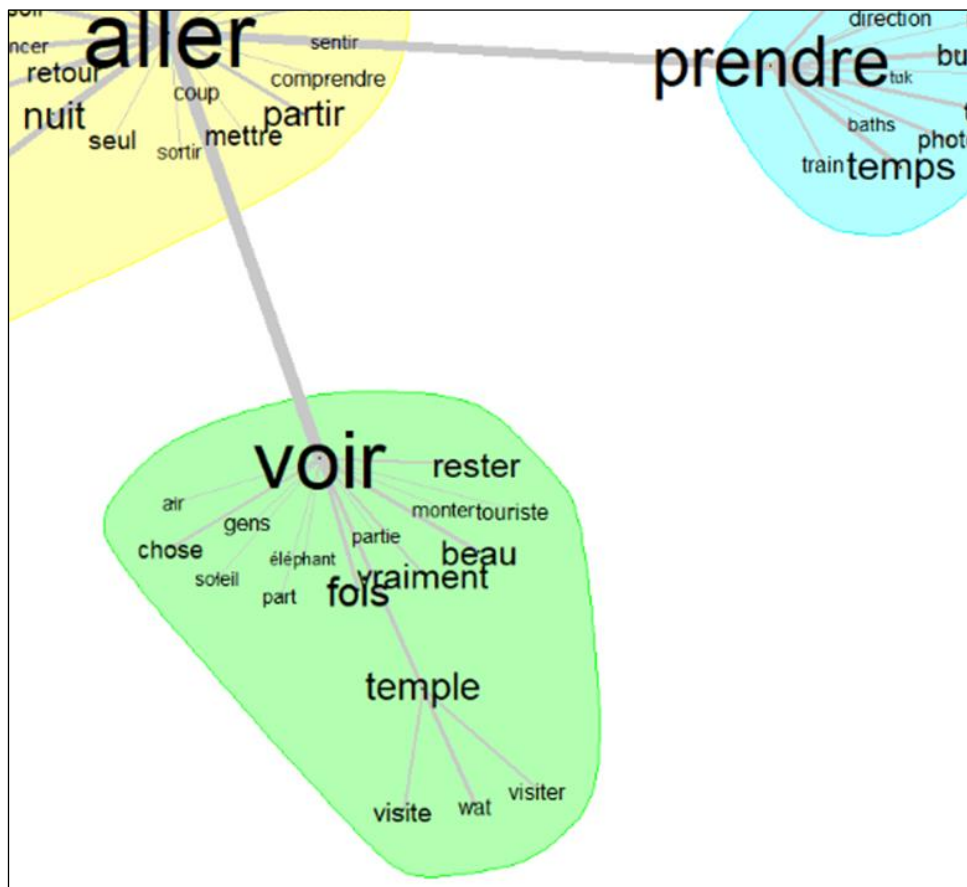 aller
sentir
retour
comprendre
coup
nuit
partir
seul
mettre
sortir
direction
prendre
tuk
baths
train
temps
voir
rester
air
monter
touriste
gens
chose
partie
éléphant
beau
soleil
vraiment
part
fois
temple
visite
wat
visiter